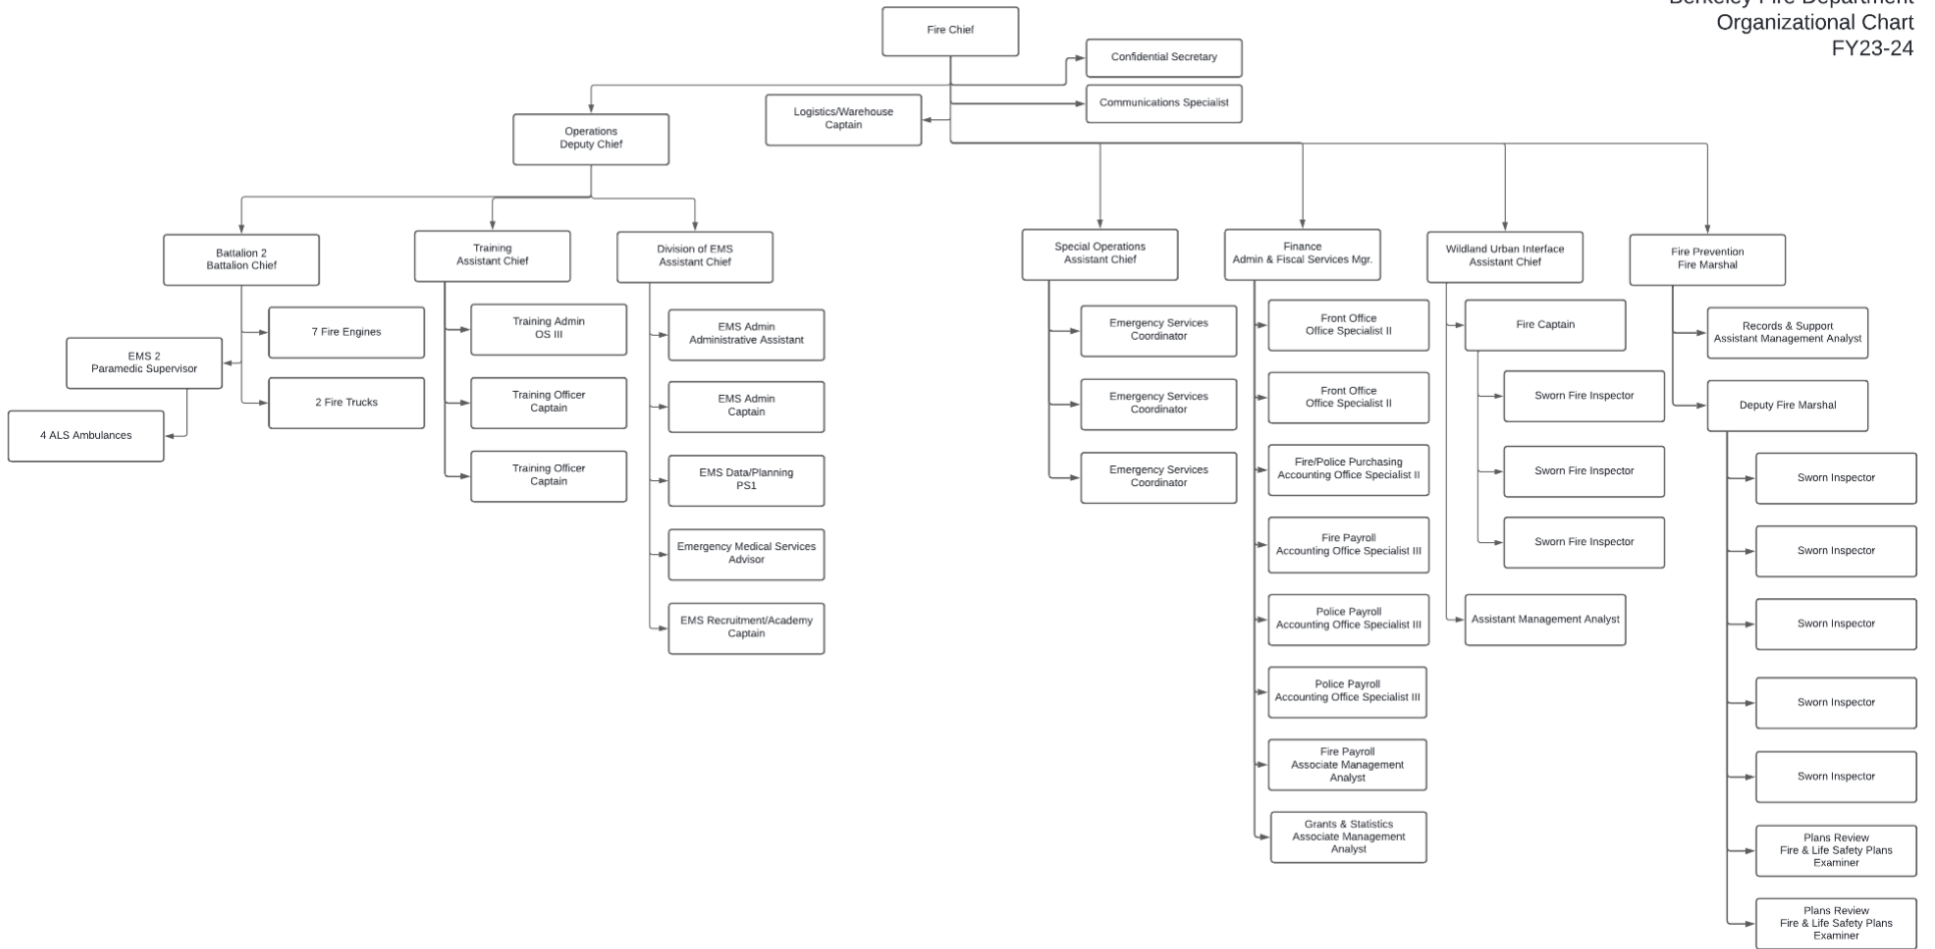 Berkeley Fire Department
Organizational Chart
FY23-24
Fire Chief
Confidential Secretary
Communications Specialist
Logistics/Warehouse
Captain
Operations
Deputy Chief
Battalion 2
Battalion Chief
7 Fire Engines
EMS 2
Paramedic Supervisor
2 Fire Trucks
4 ALS Ambulances
Training
Assistant Chief
Training Admin
OS III
Training Officer
Captain
Training Officer
Captain
Division of EMS
Assistant Chief
EMS Admin
Administrative Assistant
EMS Admin
Captain
EMS Data/Planning
PS1
Emergency Medical Services
Advisor
EMS Recruitment/Academy
Captain
Special Operations
Assistant Chief
Emergency Services
Coordinator
Emergency Services
Coordinator
Emergency Services
Coordinator
Finance
Admin & Fiscal Services Mgr.
Front Office
Office Specialist II
Front Office
Office Specialist II
Fire/Police Purchasing
Accounting Office Specialist II
Fire Payroll
Accounting Office Specialist III
Police Payroll
Accounting Office Specialist III
Police Payroll
Accounting Office Specialist III
Fire Payroll
Associate Management
Analyst
Grants & Statistics
Associate Management
Analyst
Wildland Urban Interface
Assistant Chief
Fire Captain
Sworn Fire Inspector
Sworn Fire Inspector
Sworn Fire Inspector
Assistant Management Analyst
Fire Prevention
Fire Marshal
Records & Support
Assistant Management Analyst
Deputy Fire Marshal
Sworn Inspector
Sworn Inspector
Sworn Inspector
Sworn Inspector
Sworn Inspector
Plans Review
Fire & Life Safety Plans
Examiner
Plans Review
Fire & Life Safety Plans
Examiner